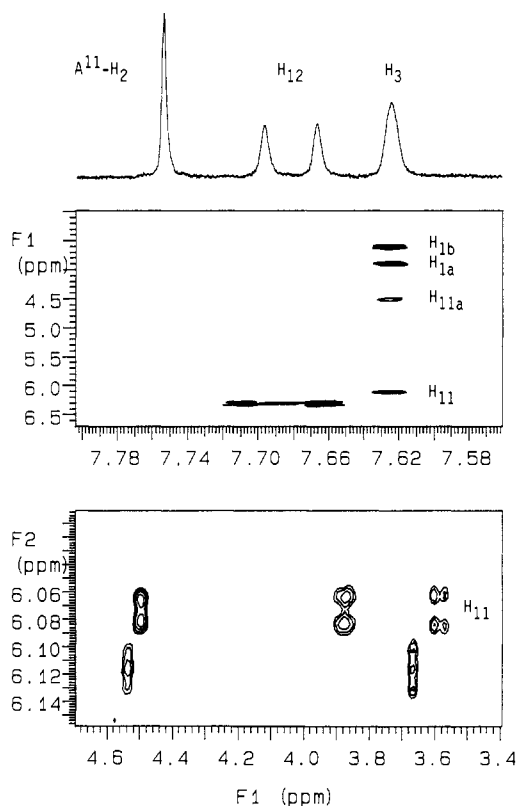 A¹¹-H₂
H₁₂
H₃
F1
(ppm)
4.5
5.0
5.5
6.0
6.5
H₁b
H₁a
H₁₁a
H₁₁
7.78 7.74 7.70 7.66 7.62 7.58
F2
(ppm)
6.06
6.08
6.10
6.12
6.14
H₁₁
4.6 4.4 4.2 4.0 3.8 3.6 3.4
F1 (ppm)